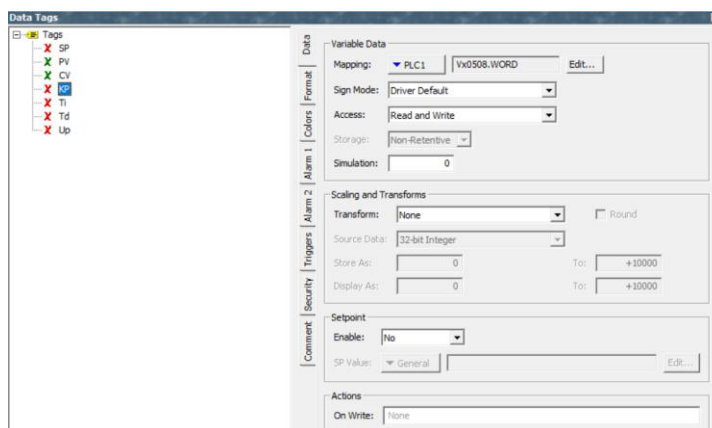 Data Tags
Tags
SP
PV
CV
KP
Ti
Td
Up
Data
Format
Colors
Alarm 1
Alarm 2
Triggers
Security
Comment
Variable Data
Mapping: PLC1 Vx0508.WORD Edit...
Sign Mode: Driver Default
Access: Read and Write
Storage: Non-Retentive
Simulation: 0
Scaling and Transforms
Transform: None Round
Source Data: 32-bit Integer
Store As: 0 To: +10000
Display As: 0 To: +10000
Setpoint
Enable: No
SP Value: General Edit...
Actions
On Write: None